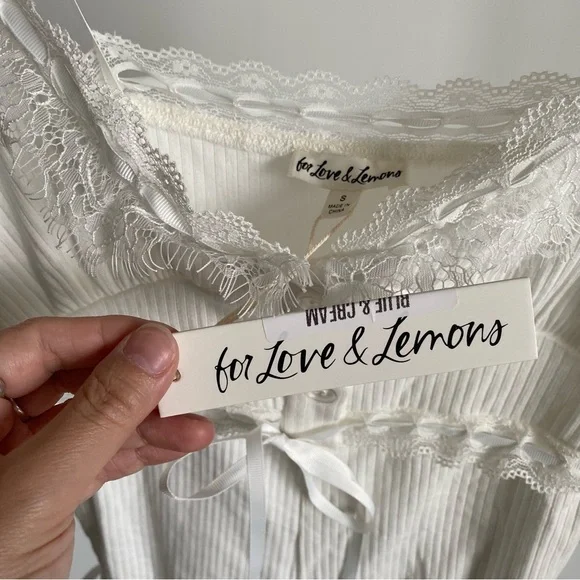 for Love & Lemons
S
MADE IN
CHINA
BLUE & CREAM
for Love & Lemons